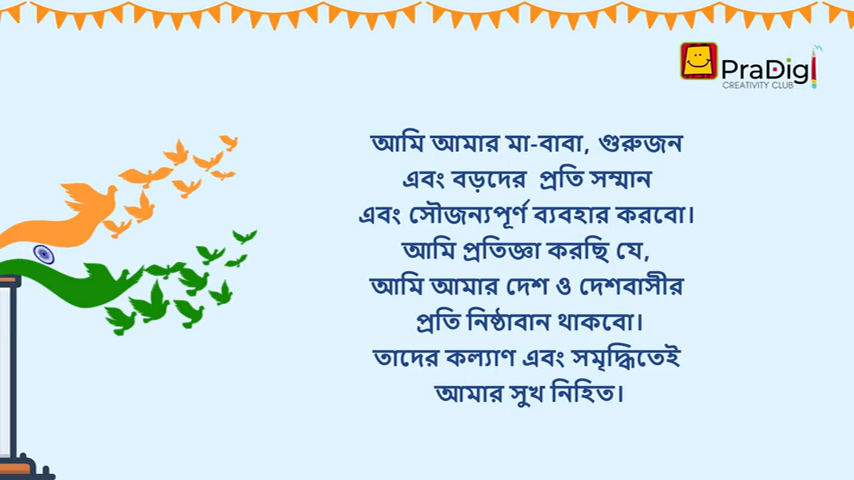 PraDigi
CREATIVITY CLUB
আমি আমার মা-বাবা, গুরুজন
এবং বড়দের প্রতি সম্মান
এবং সৌজন্যপূর্ণ ব্যবহার করবো।
আমি প্রতিজ্ঞা করছি যে,
আমি আমার দেশ ও দেশবাসীর
প্রতি নিষ্ঠাবান থাকবো।
তাদের কল্যাণ এবং সমৃদ্ধিতেই
আমার সুখ নিহিত।